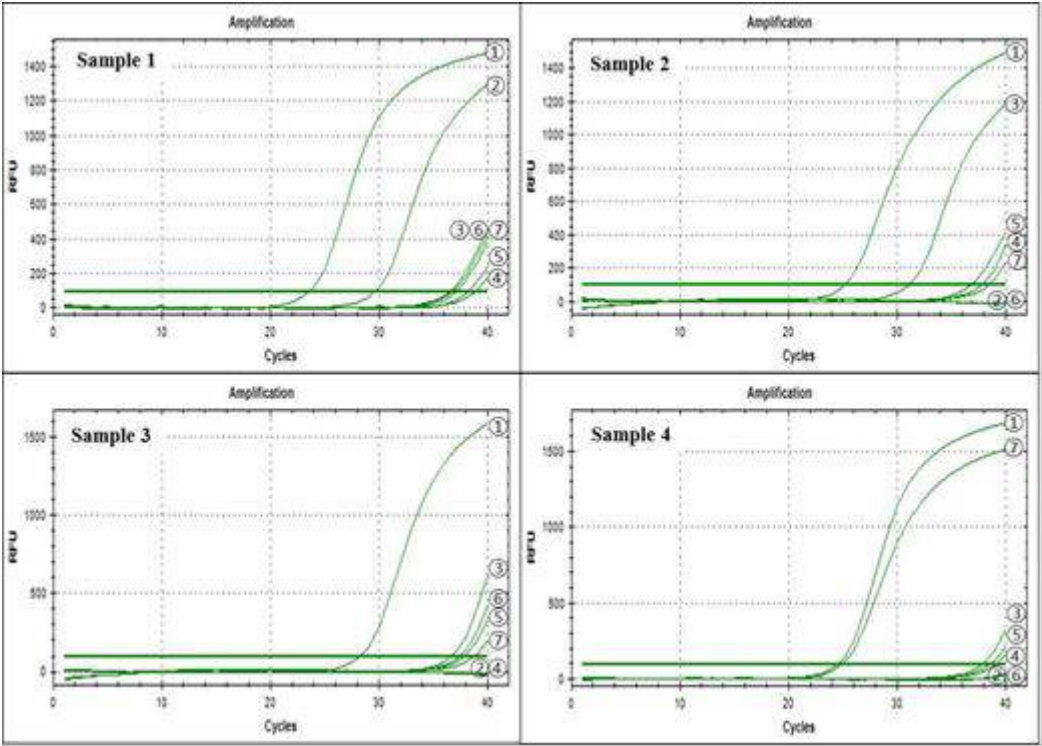 Amplification
Sample 1
1400
1200
1000
800
600
400
200
0
RFU
①
②
③⑥⑦
⑤
④
0 10 20 30 40
Cycles
Amplification
Sample 2
1400
1200
1000
800
600
400
200
0
RFU
①
③
⑤
④
⑦
②⑥
0 10 20 30 40
Cycles
Amplification
Sample 3
1500
1000
500
0
RFU
①
③
⑥
⑤
⑦
②④
0 10 20 30 40
Cycles
Amplification
Sample 4
1500
1000
500
0
RFU
①
⑦
③
⑤
④
②⑥
0 10 20 30 40
Cycles